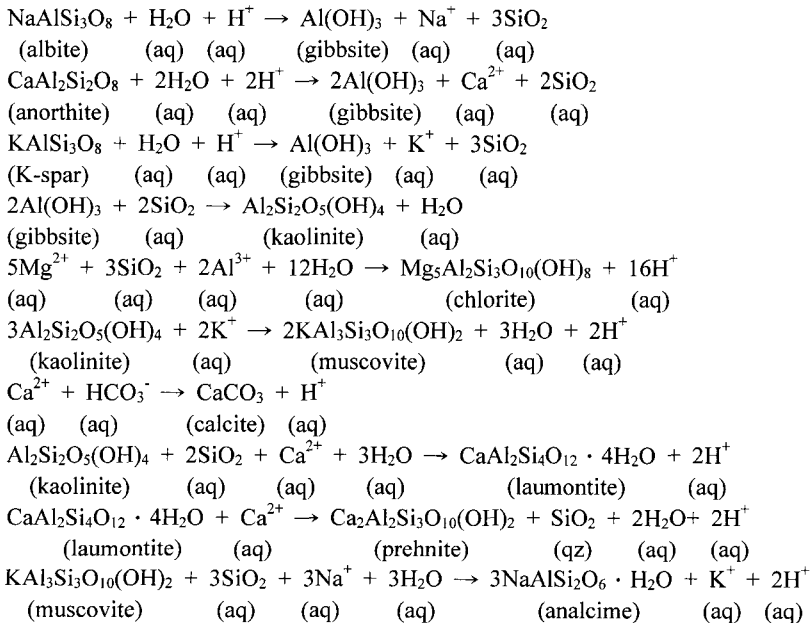 NaAlSi₃O₈ + H₂O + H⁺ → Al(OH)₃ + Na⁺ + 3SiO₂
(albite) (aq) (aq) (gibbsite) (aq) (aq)
CaAl₂Si₂O₈ + 2H₂O + 2H⁺ → 2Al(OH)₃ + Ca²⁺ + 2SiO₂
(anorthite) (aq) (aq) (gibbsite) (aq) (aq)
KAlSi₃O₈ + H₂O + H⁺ → Al(OH)₃ + K⁺ + 3SiO₂
(K-spar) (aq) (aq) (gibbsite) (aq) (aq)
2Al(OH)₃ + 2SiO₂ → Al₂Si₂O₅(OH)₄ + H₂O
(gibbsite) (aq) (kaolinite) (aq)
5Mg²⁺ + 3SiO₂ + 2Al³⁺ + 12H₂O → Mg₅Al₂Si₃O₁₀(OH)₈ + 16H⁺
(aq) (aq) (aq) (aq) (chlorite) (aq)
3Al₂Si₂O₅(OH)₄ + 2K⁺ → 2KAl₃Si₃O₁₀(OH)₂ + 3H₂O + 2H⁺
(kaolinite) (aq) (muscovite) (aq) (aq)
Ca²⁺ + HCO₃⁻ → CaCO₃ + H⁺
(aq) (aq) (calcite) (aq)
Al₂Si₂O₅(OH)₄ + 2SiO₂ + Ca²⁺ + 3H₂O → CaAl₂Si₄O₁₂ · 4H₂O + 2H⁺
(kaolinite) (aq) (aq) (aq) (laumontite) (aq)
CaAl₂Si₄O₁₂ · 4H₂O + Ca²⁺ → Ca₂Al₂Si₃O₁₀(OH)₂ + SiO₂ + 2H₂O+ 2H⁺
(laumontite) (aq) (prehnite) (qz) (aq) (aq)
KAl₃Si₃O₁₀(OH)₂ + 3SiO₂ + 3Na⁺ + 3H₂O → 3NaAlSi₂O₆ · H₂O + K⁺ + 2H⁺
(muscovite) (aq) (aq) (aq) (analcime) (aq) (aq)